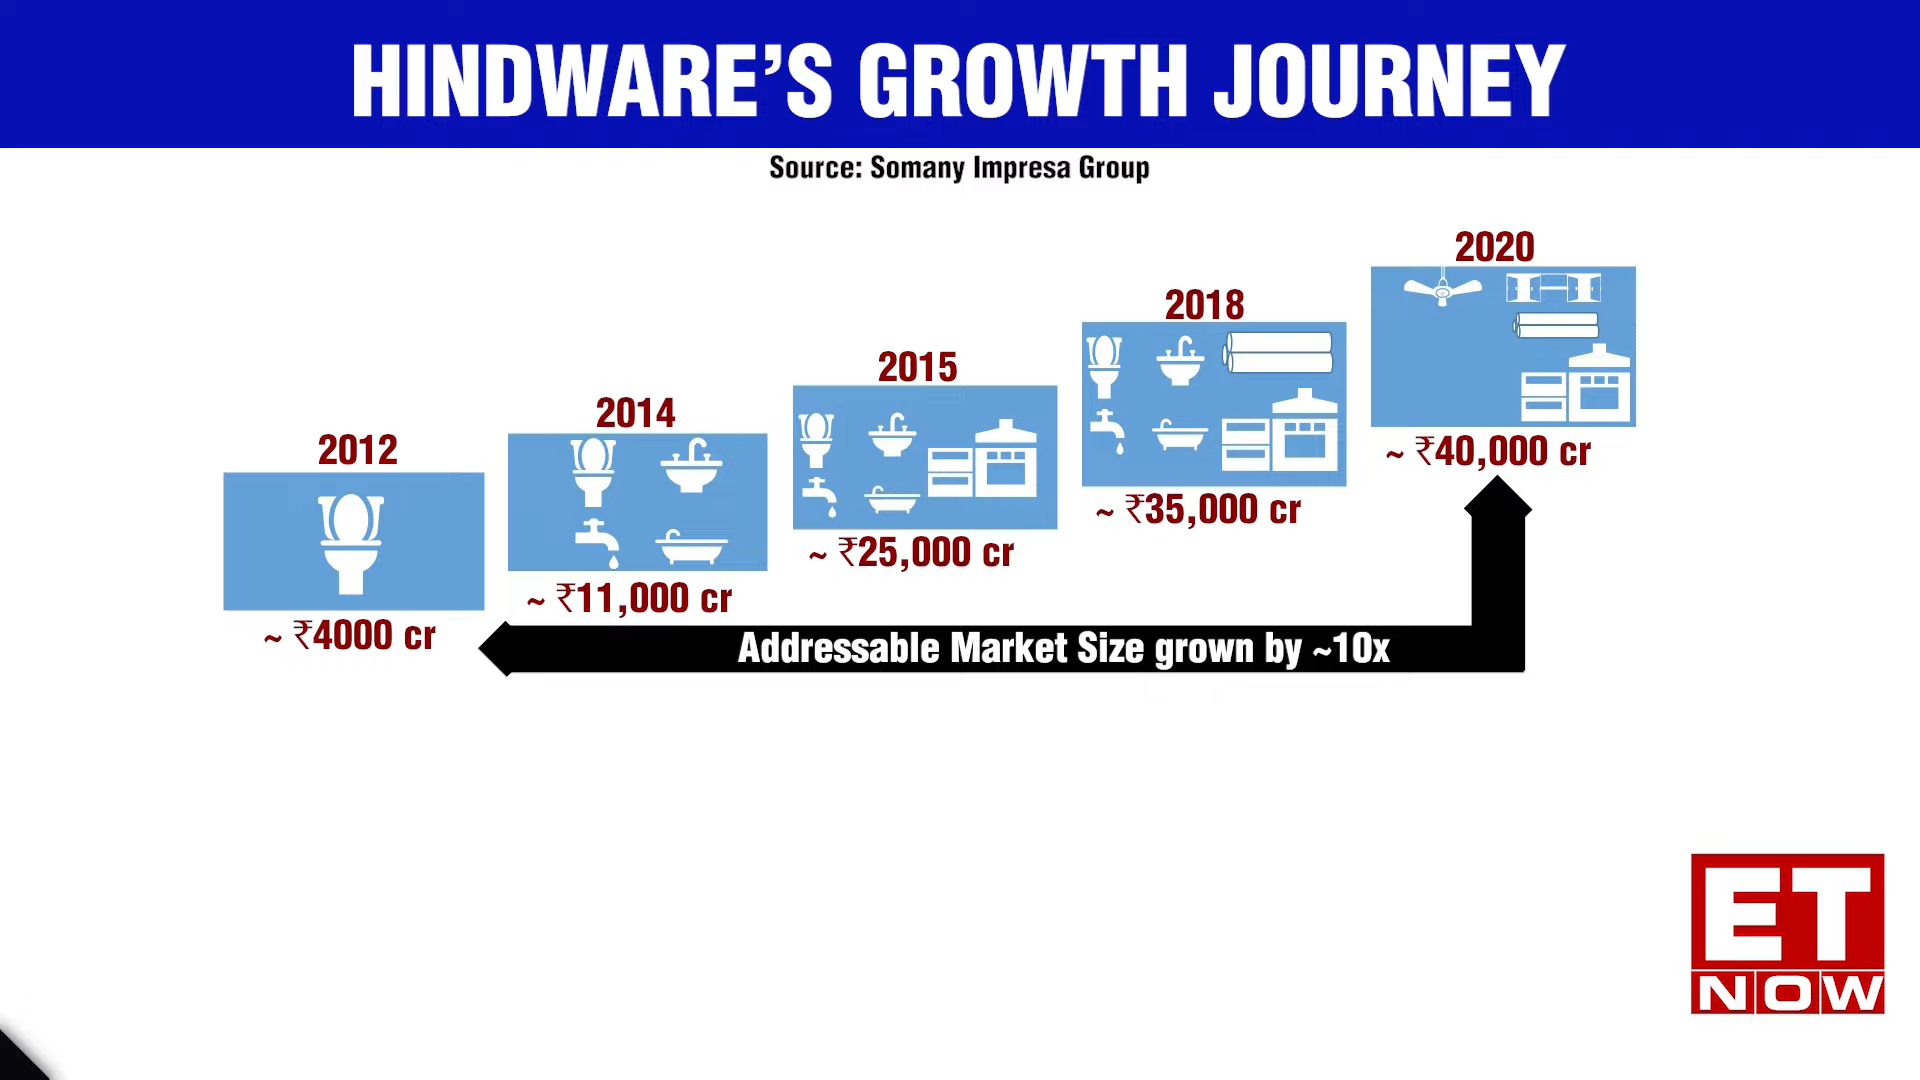 HINDWARE'S GROWTH JOURNEY
Source: Somany Impresa Group
2012
~ ₹4000 cr
2014
~ ₹11,000 cr
2015
~ ₹25,000 cr
2018
~ ₹35,000 cr
2020
~ ₹40,000 cr
Addressable Market Size grown by ~10x
ET
NOW